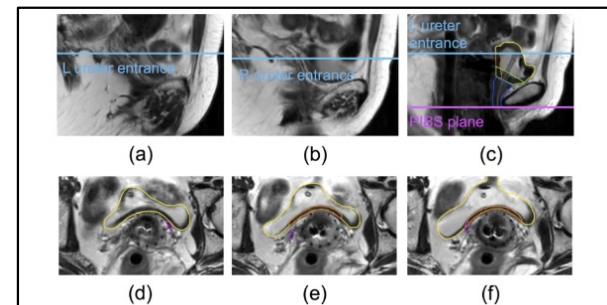 L ureter entrance
R ureter entrance
L ureter
entrance
PIBS plane
(a)
(b)
(c)
(d)
(e)
(f)